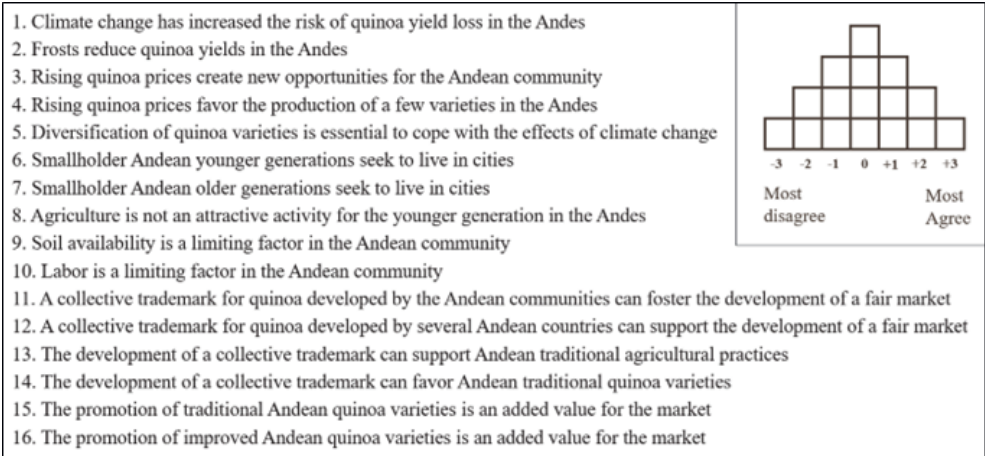 1. Climate change has increased the risk of quinoa yield loss in the Andes
2. Frosts reduce quinoa yields in the Andes
3. Rising quinoa prices create new opportunities for the Andean community
4. Rising quinoa prices favor the production of a few varieties in the Andes
5. Diversification of quinoa varieties is essential to cope with the effects of climate change
6. Smallholder Andean younger generations seek to live in cities
7. Smallholder Andean older generations seek to live in cities
8. Agriculture is not an attractive activity for the younger generation in the Andes
9. Soil availability is a limiting factor in the Andean community
10. Labor is a limiting factor in the Andean community
11. A collective trademark for quinoa developed by the Andean communities can foster the development of a fair market
12. A collective trademark for quinoa developed by several Andean countries can support the development of a fair market
13. The development of a collective trademark can support Andean traditional agricultural practices
14. The development of a collective trademark can favor Andean traditional quinoa varieties
15. The promotion of traditional Andean quinoa varieties is an added value for the market
16. The promotion of improved Andean quinoa varieties is an added value for the market
-3 -2 -1 0 +1 +2 +3
Most Most
disagree Agree